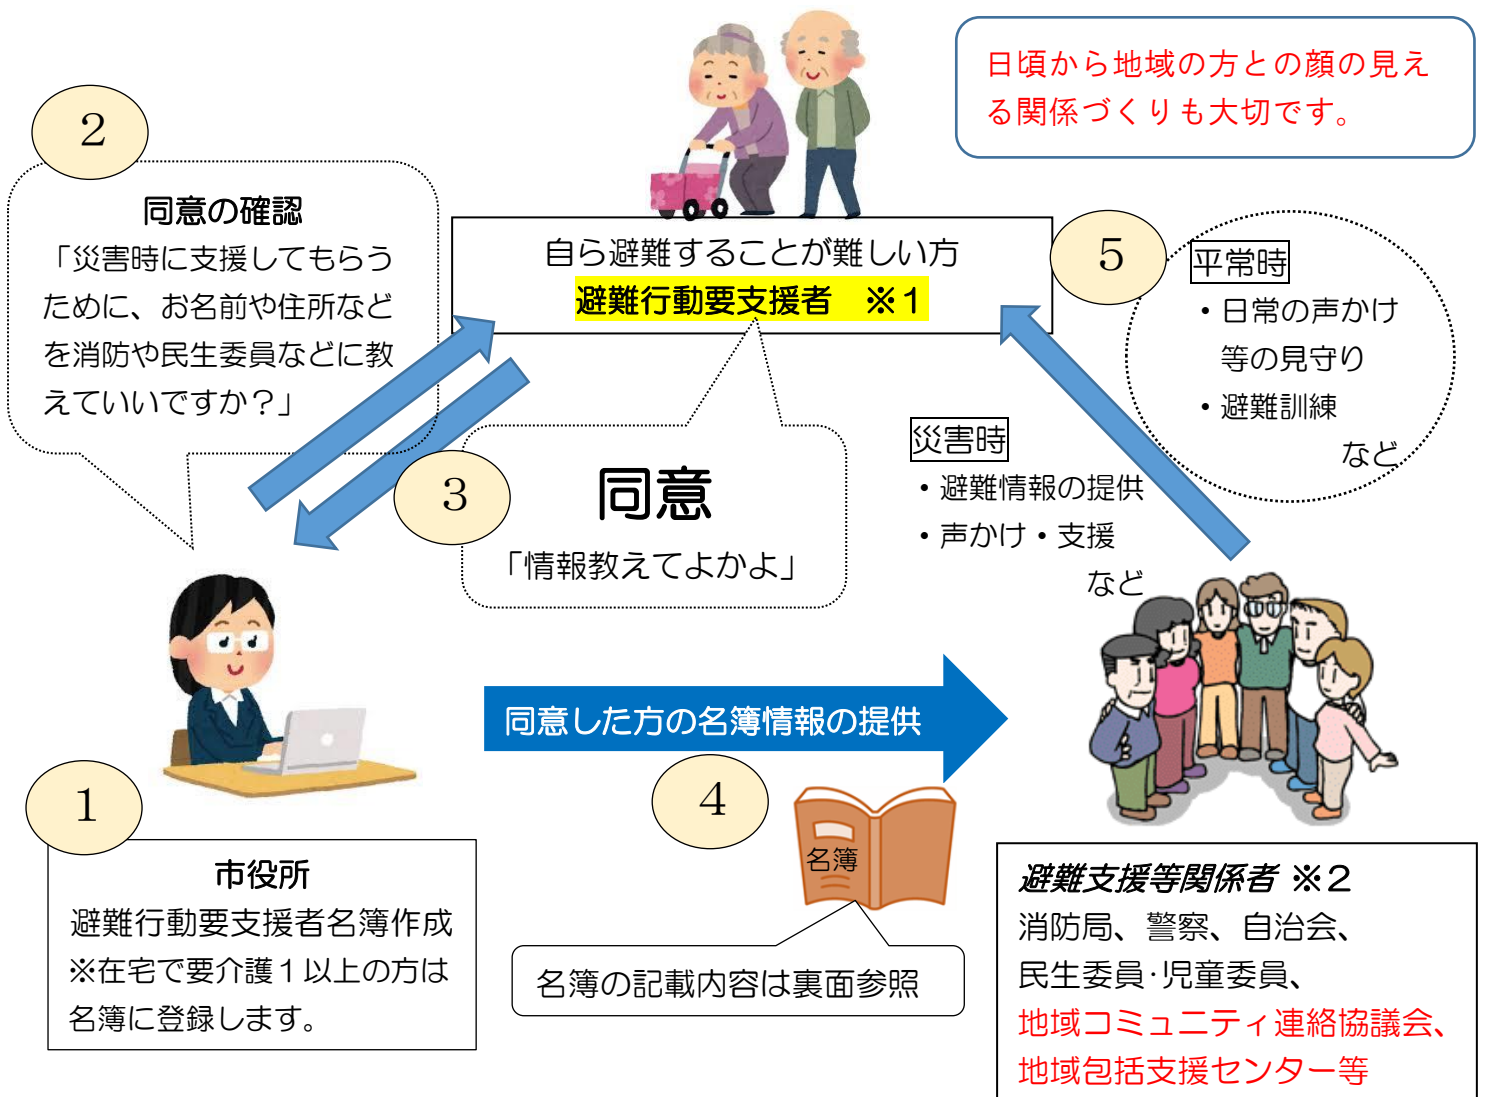 日頃から地域の方との顔の見え
る関係づくりも大切です。
2
同意の確認
「災害時に支援してもらう
ために、お名前や住所など
を消防や民生委員などに教
えていいですか？」
自ら避難することが難しい方
避難行動要支援者　※１
5
平常時
・日常の声かけ
等の見守り
・避難訓練
など
災害時
・避難情報の提供
・声かけ・支援
など
3
同意
「情報教えてよかよ」
同意した方の名簿情報の提供
4
名簿
名簿の記載内容は裏面参照
1
市役所
避難行動要支援者名簿作成
※在宅で要介護１以上の方は
名簿に登録します。
避難支援等関係者 ※２
消防局、警察、自治会、
民生委員･児童委員、
地域コミュニティ連絡協議会、
地域包括支援センター等